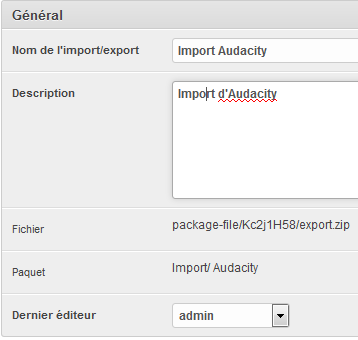 Général
Nom de l'import/export Import Audacity
Description Import d'Audacity
Fichier package-file/Kc2j1H58/export.zip
Paquet Import/ Audacity
Dernier éditeur admin